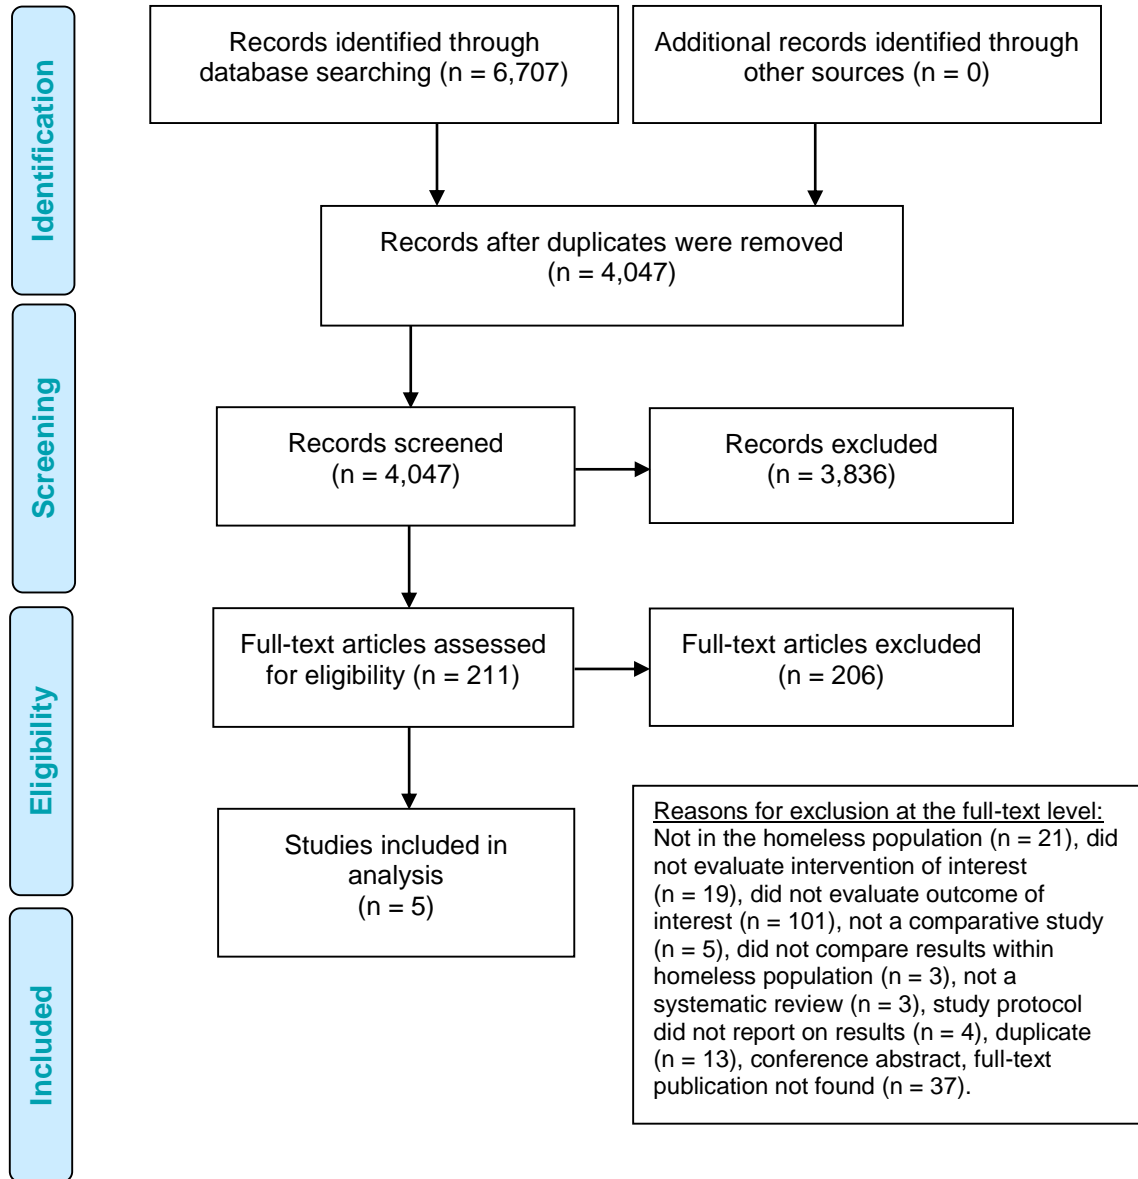 Identification
Records identified through
database searching (n = 6,707)
Additional records identified through
other sources (n = 0)
Records after duplicates were removed
(n = 4,047)
Screening
Records screened
(n = 4,047)
Records excluded
(n = 3,836)
Eligibility
Full-text articles assessed
for eligibility (n = 211)
Full-text articles excluded
(n = 206)
Studies included in
analysis
(n = 5)
Reasons for exclusion at the full-text level:
Not in the homeless population (n = 21), did
not evaluate intervention of interest
(n = 19), did not evaluate outcome of
interest (n = 101), not a comparative study
(n = 5), did not compare results within
homeless population (n = 3), not a
systematic review (n = 3), study protocol
did not report on results (n = 4), duplicate
(n = 13), conference abstract, full-text
publication not found (n = 37).
Included